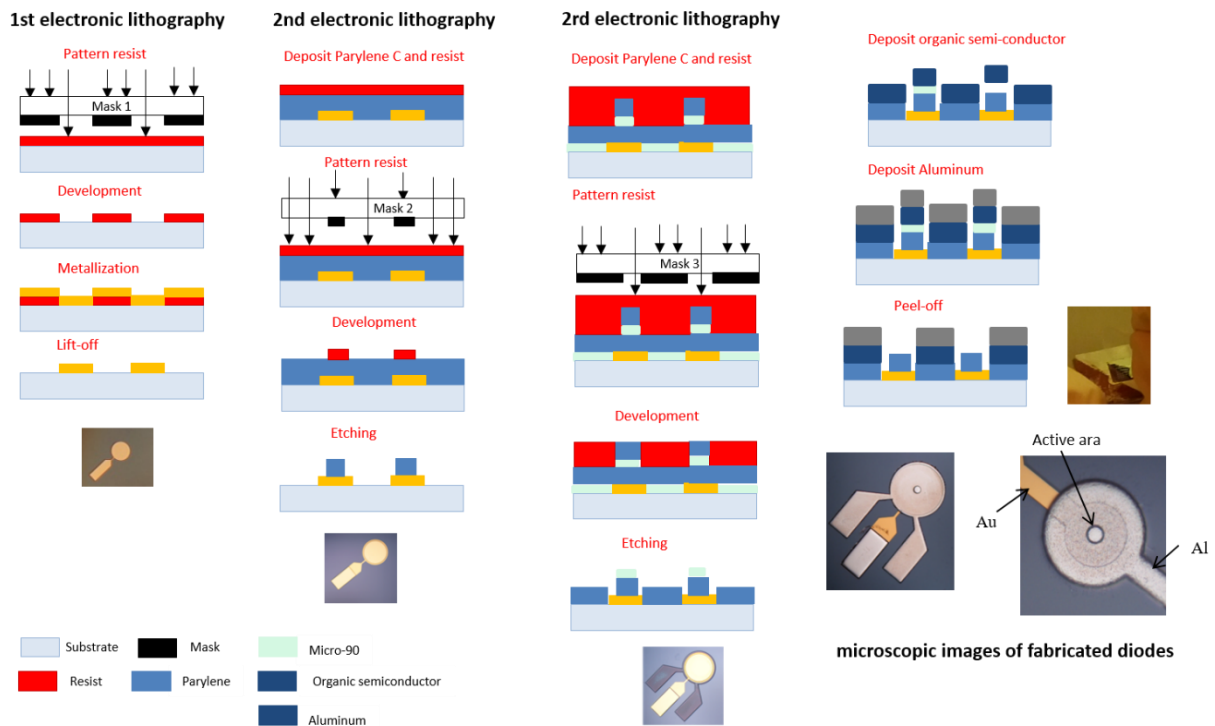 1st electronic lithography
Pattern resist
Mask 1
Development
Metallization
Lift-off
2nd electronic lithography
Deposit Parylene C and resist
Pattern resist
Mask 2
Development
Etching
2rd electronic lithography
Deposit Parylene C and resist
Pattern resist
Mask 3
Development
Etching
Deposit organic semi-conductor
Deposit Aluminum
Peel-off
Active ara
Au
Al
microscopic images of fabricated diodes
Substrate
Mask
Micro-90
Resist
Parylene
Organic semiconductor
Aluminum